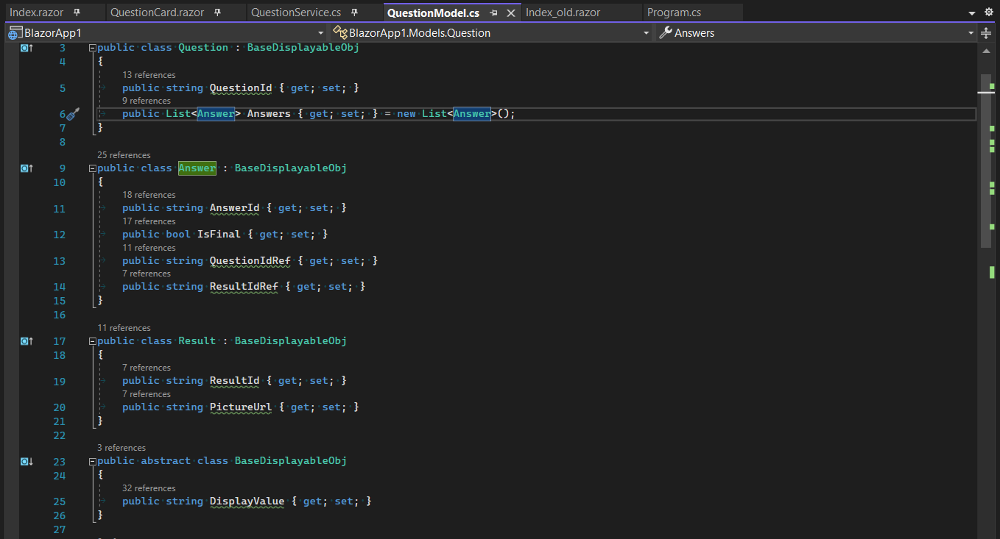 Index.razor QuestionCard.razor QuestionService.cs QuestionModel.cs Index_old.razor Program.cs
BlazorApp1 BlazorApp1.Models.Question Answers
3 public class Question : BaseDisplayableObj
4 {
13 references
5 public string QuestionId { get; set; }
9 references
6 public List<Answer> Answers { get; set; } = new List<Answer>();
7 }
8
25 references
9 public class Answer : BaseDisplayableObj
10 {
18 references
11 public string AnswerId { get; set; }
17 references
12 public bool IsFinal { get; set; }
11 references
13 public string QuestionIdRef { get; set; }
7 references
14 public string ResultIdRef { get; set; }
15 }
16
11 references
17 public class Result : BaseDisplayableObj
18 {
7 references
19 public string ResultId { get; set; }
7 references
20 public string PictureUrl { get; set; }
21 }
22
3 references
23 public abstract class BaseDisplayableObj
24 {
32 references
25 public string DisplayValue { get; set; }
26 }
27